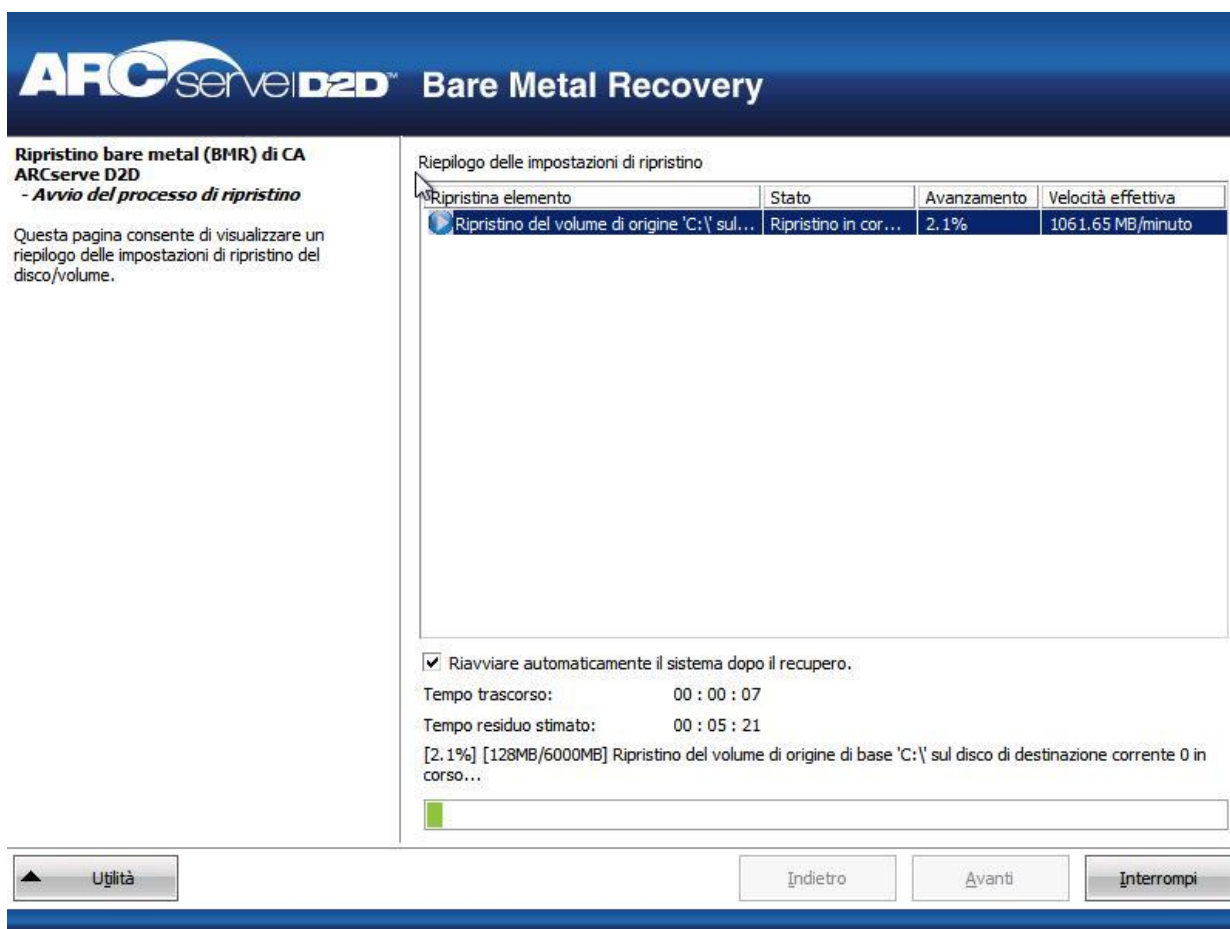 ARCserve D2D™ Bare Metal Recovery
Ripristino bare metal (BMR) di CA
ARCserve D2D
- Avvio del processo di ripristino
Questa pagina consente di visualizzare un
riepilogo delle impostazioni di ripristino del
disco/volume.
Riepilogo delle impostazioni di ripristino
Ripristina elemento Stato Avanzamento Velocità effettiva
Ripristino del volume di origine 'C:\' sul... Ripristino in cor... 2.1% 1061.65 MB/minuto
Riavviare automaticamente il sistema dopo il recupero.
Tempo trascorso: 00 : 00 : 07
Tempo residuo stimato: 00 : 05 : 21
[2.1%] [128MB/6000MB] Ripristino del volume di origine di base 'C:\' sul disco di destinazione corrente 0 in
corso...
Utilità Indietro Avanti Interrompi